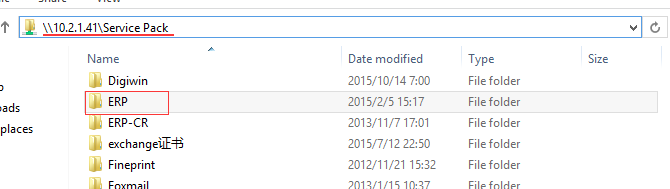 \\10.2.1.41\Service Pack
Name Date modified Type Size
Digiwin 2015/10/14 7:00 File folder
ERP 2015/2/5 15:17 File folder
oads ERP-CR 2013/11/7 17:01 File folder
places exchange证书 2015/7/12 22:50 File folder
Fineprint 2012/11/21 15:32 File folder
Foxmail 2013/1/15 10:37 File folder